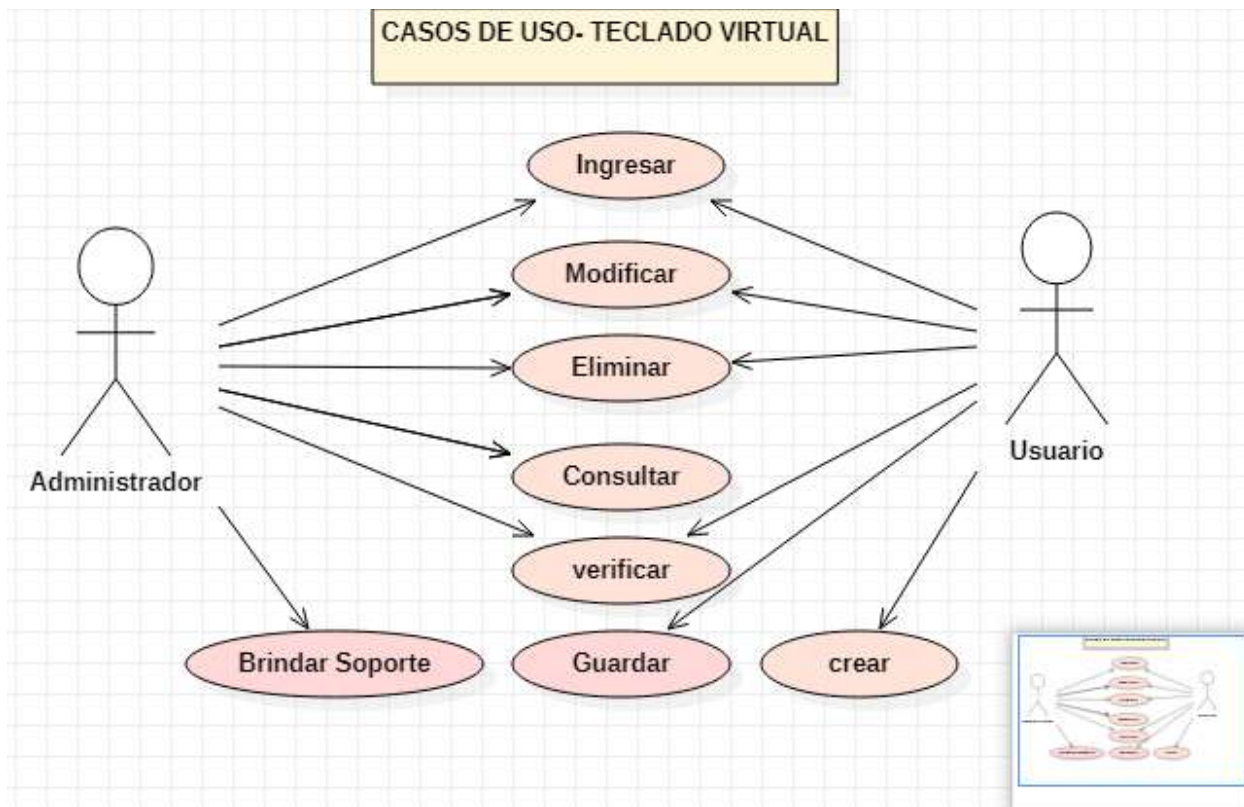 CASOS DE USO- TECLADO VIRTUAL
Ingresar
Modificar
Eliminar
Usuario
Consultar
Administrador
verificar
Brindar Soporte
Guardar
crear